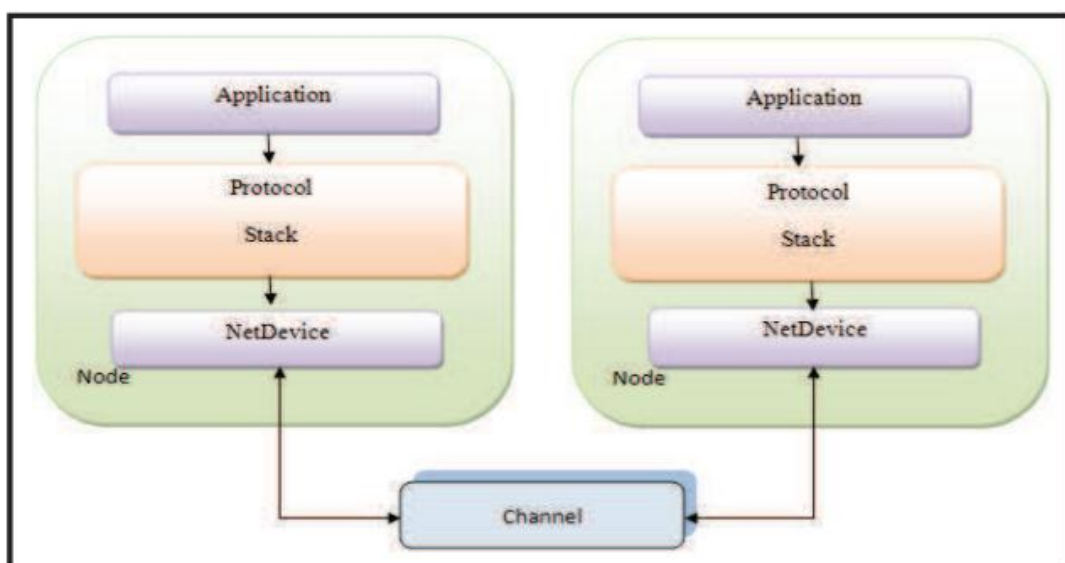 Application
Protocol
Stack
NetDevice
Node
Application
Protocol
Stack
NetDevice
Node
Channel